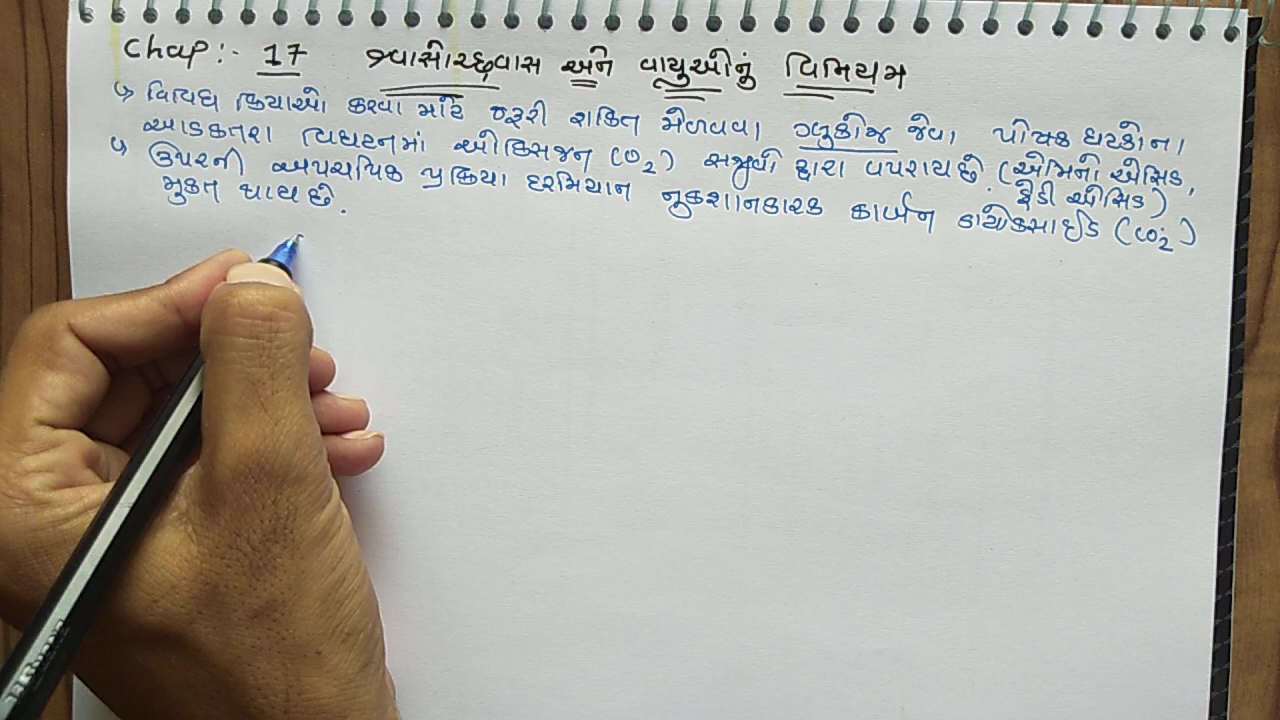 Chap :- 17 શ્વાસોચ્છ્વાસ અને વાયુઓનું વિનિયમ
↳ વિવિધ ક્રિયાઓ કરવા માટે જરૂરી શક્તિ મેળવવા ગ્લુકોઝ જેવા પોષક ઘટકોના
આડકતરા વિઘટનમાં ઓક્સિજન (O2) સજીવો દ્વારા વપરાય છે. (એમિનો એસિડ,
ફેટી એસિડ)
↳ ઉપરની અપચયિક પ્રક્રિયા દરમિયાન નુકશાનકારક કાર્બન ડાયોક્સાઈડ (CO2)
મુક્ત થાય છે.